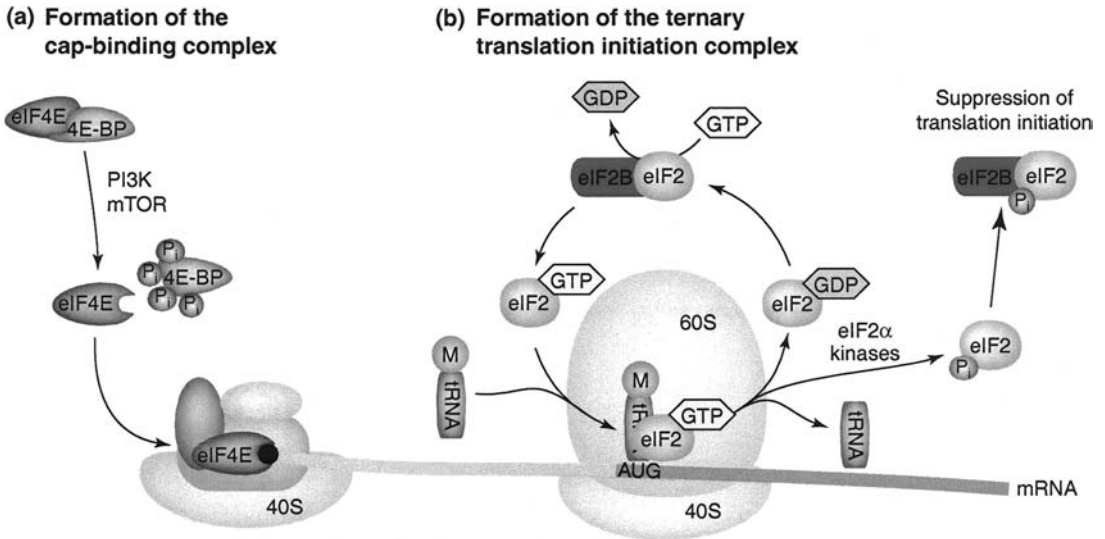 (a) Formation of the
cap-binding complex
eIF4E
4E-BP
PI3K
mTOR
Pi
Pi
4E-BP
Pi
Pi
eIF4E
eIF4E
40S
(b) Formation of the ternary
translation initiation complex
GDP
GTP
eIF2B
eIF2
GTP
eIF2
GDP
eIF2
60S
M
tRNA
M
tR
GTP
eIF2
AUG
40S
tRNA
mRNA
eIF2α
kinases
eIF2
Pi
Suppression of
translation initiation
eIF2B
eIF2
Pi